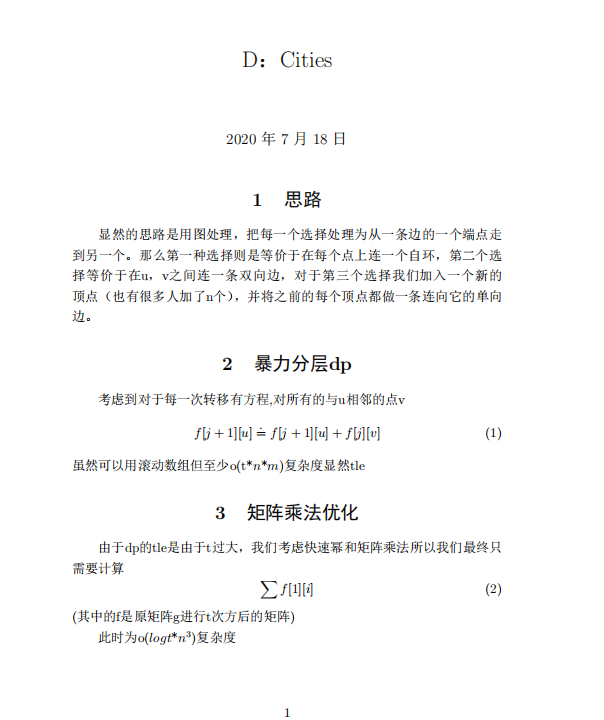 D：Cities
2020 年 7 月 18 日
1 思路
显然的思路是用图处理，把每一个选择处理为从一条边的一个端点走
到另一个。那么第一种选择则是等价于在每个点上连一个自环，第二个选
择等价于在u，v之间连一条双向边，对于第三个选择我们加入一个新的
顶点（也有很多人加了n个），并将之前的每个顶点都做一条连向它的单向
边。
2 暴力分层dp
考虑到对于每一次转移有方程,对所有的与u相邻的点v
f[j + 1][u] ≐ f[j + 1][u] + f[j][v] (1)
虽然可以用滚动数组但至少o(t*n*m)复杂度显然tle
3 矩阵乘法优化
由于dp的tle是由于t过大，我们考虑快速幂和矩阵乘法所以我们最终只
需要计算
∑ f[1][i] (2)
(其中的f是原矩阵g进行t次方后的矩阵)
此时为o(logt*n³)复杂度
1